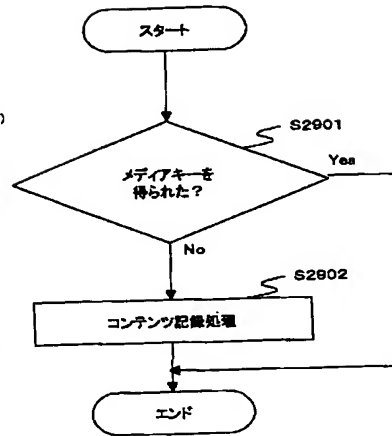 スタート
S2901
メディアキーを
得られた？
Yes
No
S2902
コンテンツ記録処理
エンド